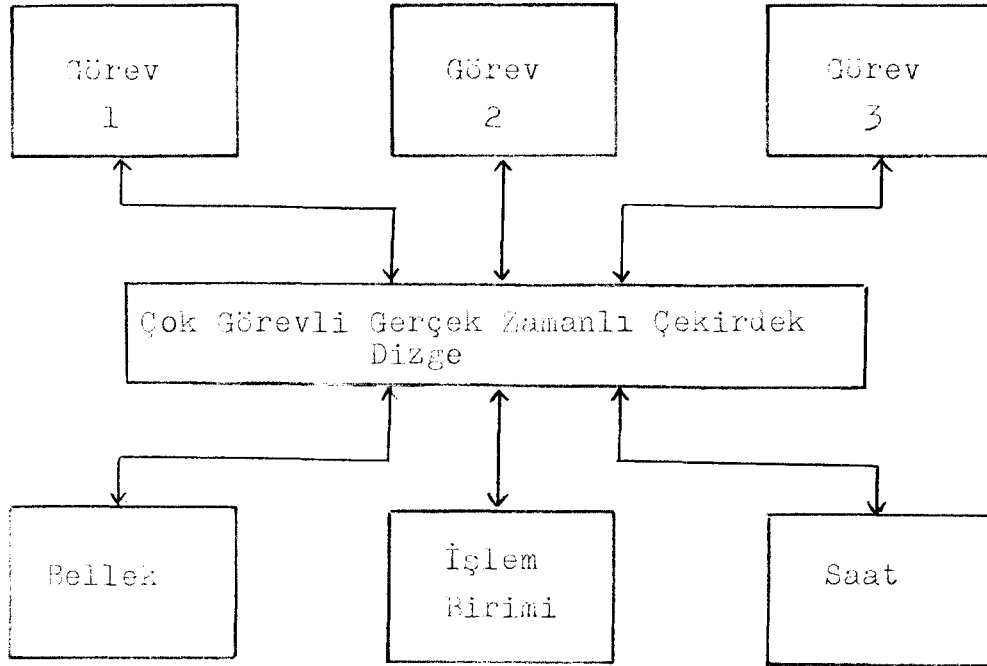 Görev
1
Görev
2
Görev
3
Çok Görevli Gerçek Zamanlı Çekirdek
Dizge
Bellek
İşlem
Birimi
Saat